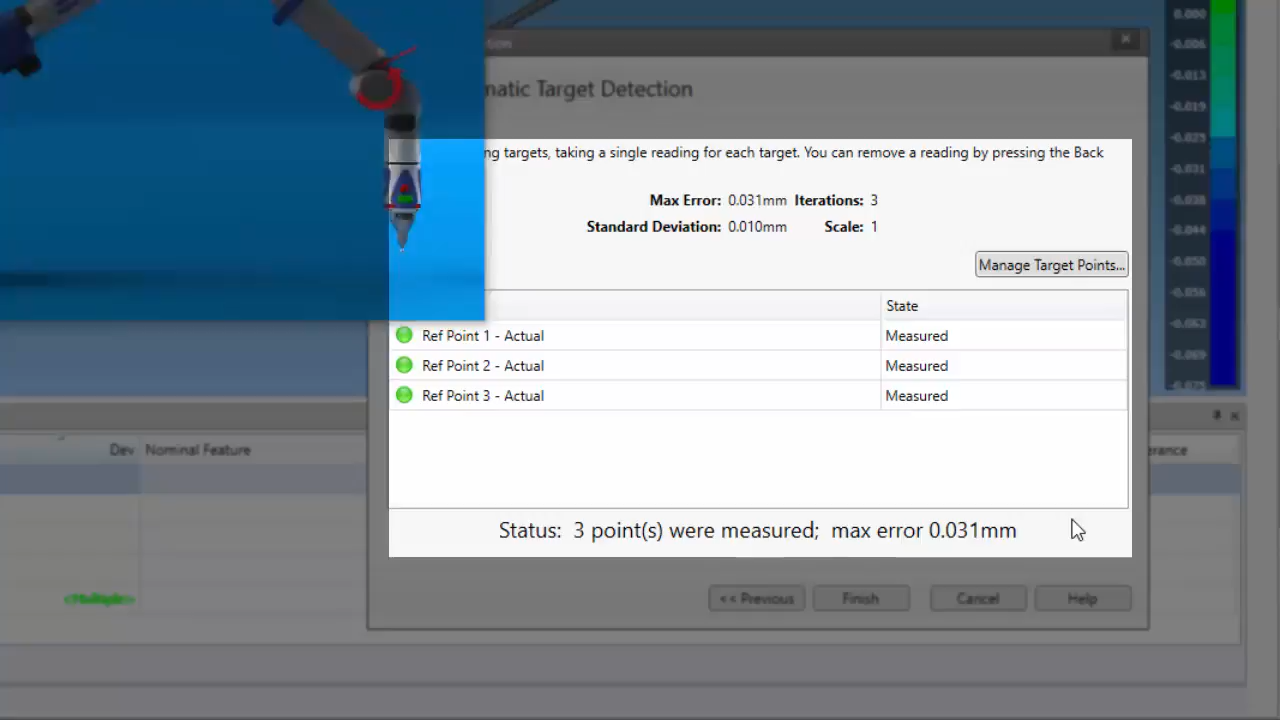 0.000
-0.006
-0.013
-0.019
-0.025
-0.031
-0.038
-0.044
-0.050
-0.056
-0.063
-0.069
-0.075
Target Detection
targets, taking a single reading for each target. You can remove a reading by pressing the Back
Max Error: 0.031mm Iterations: 3
Standard Deviation: 0.010mm Scale: 1
Manage Target Points...
State
Ref Point 1 - Actual Measured
Ref Point 2 - Actual Measured
Ref Point 3 - Actual Measured
Status: 3 point(s) were measured; max error 0.031mm
<< Previous Finish Cancel Help
Dev Nominal Feature
<Multiple>